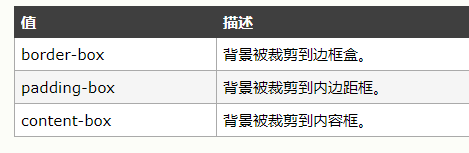 值 描述
border-box 背景被裁剪到边框盒。
padding-box 背景被裁剪到内边距框。
content-box 背景被裁剪到内容框。